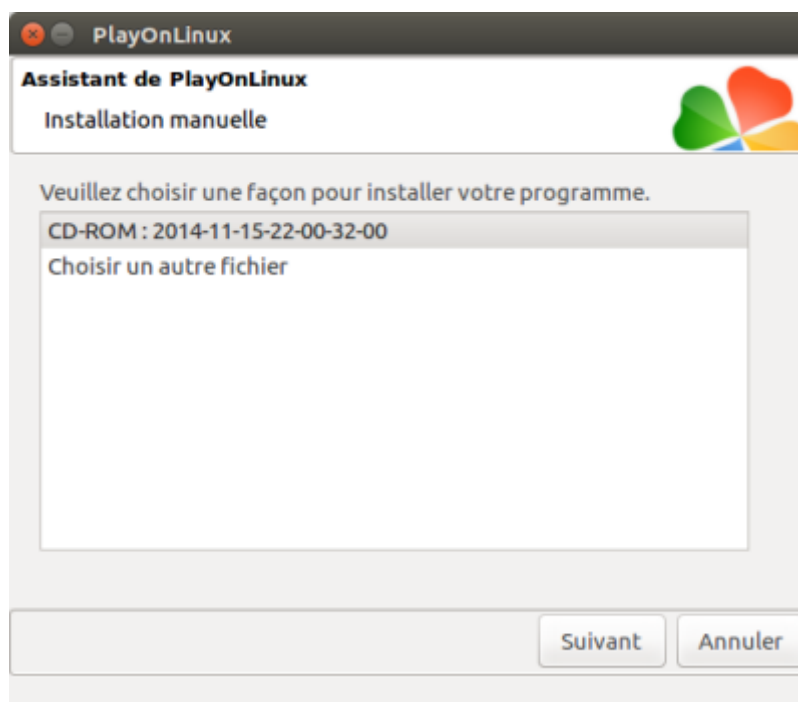 PlayOnLinux
Assistant de PlayOnLinux
Installation manuelle
Veuillez choisir une façon pour installer votre programme.
CD-ROM : 2014-11-15-22-00-32-00
Choisir un autre fichier
Suivant
Annuler